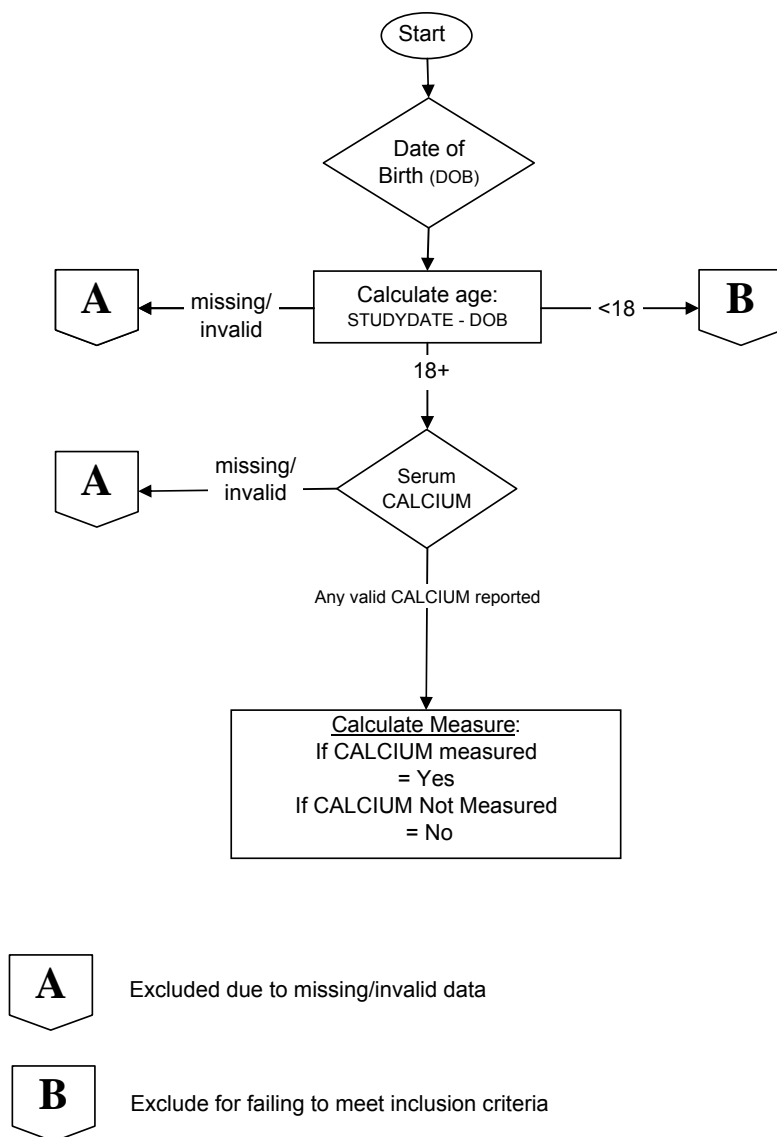 Start
Date of
Birth (DOB)
A
missing/
invalid
Calculate age:
STUDYDATE - DOB
<18
B
18+
A
missing/
invalid
Serum
CALCIUM
Any valid CALCIUM reported
Calculate Measure:
If CALCIUM measured
= Yes
If CALCIUM Not Measured
= No
A
Excluded due to missing/invalid data
B
Exclude for failing to meet inclusion criteria